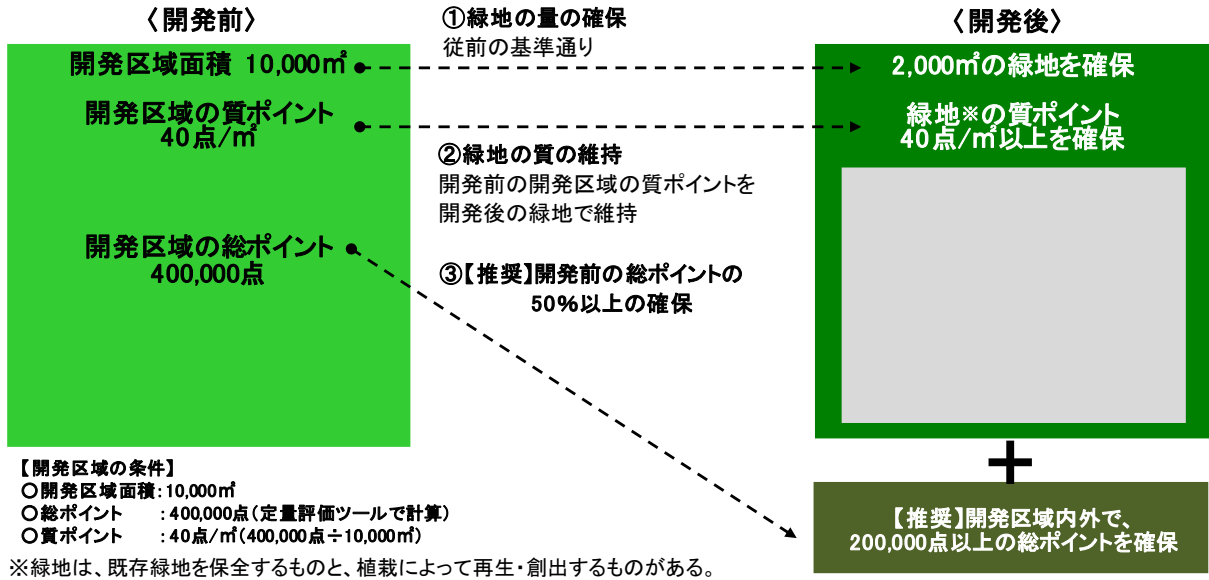 〈開発前〉
開発区域面積 10,000㎡
開発区域の質ポイント
40点/㎡
開発区域の総ポイント
400,000点
①緑地の量の確保
従前の基準通り
②緑地の質の維持
開発前の開発区域の質ポイントを
開発後の緑地で維持
③【推奨】開発前の総ポイントの
50%以上の確保
〈開発後〉
2,000㎡の緑地を確保
緑地※の質ポイント
40点/㎡以上を確保
＋
【推奨】開発区域内外で、
200,000点以上の総ポイントを確保
【開発区域の条件】
○開発区域面積：10,000㎡
○総ポイント　　：400,000点（定量評価ツールで計算）
○質ポイント　　：40点/㎡（400,000点÷10,000㎡）
※緑地は、既存緑地を保全するものと、植栽によって再生・創出するものがある。